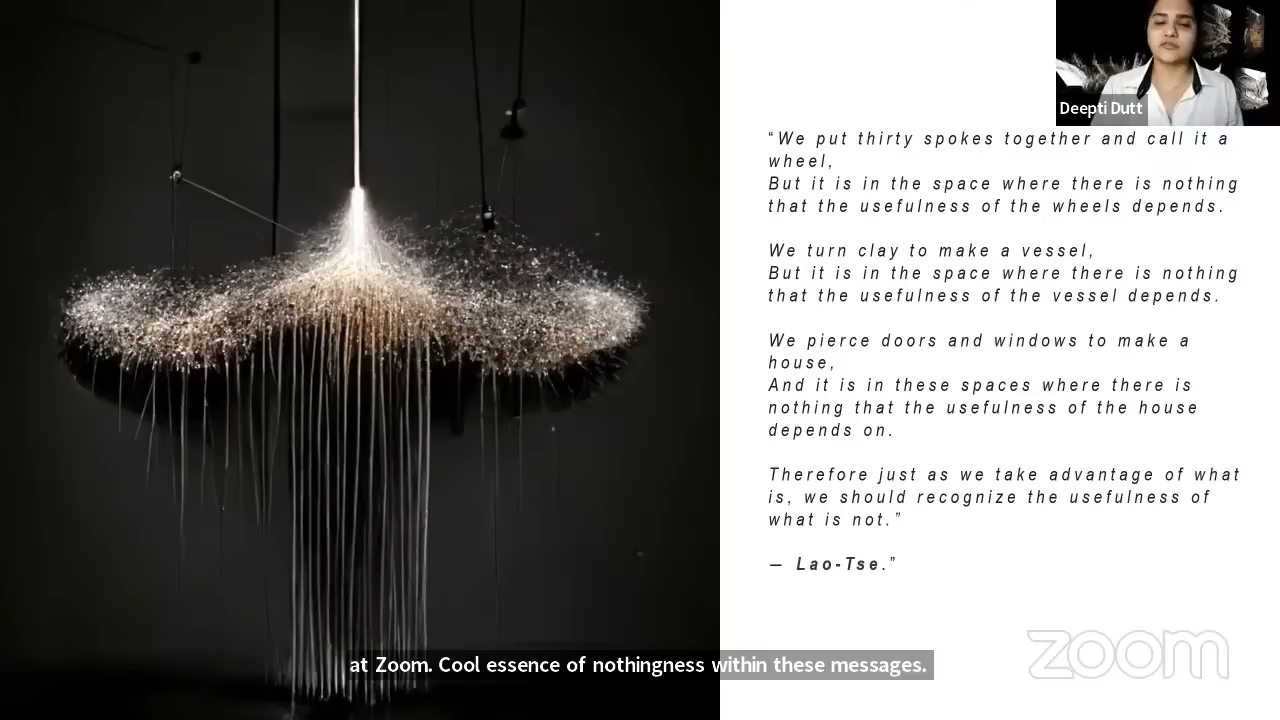 Deepti Dutt
“We put thirty spokes together and call it a
wheel,
But it is in the space where there is nothing
that the usefulness of the wheels depends.
We turn clay to make a vessel,
But it is in the space where there is nothing
that the usefulness of the vessel depends.
We pierce doors and windows to make a
house,
And it is in these spaces where there is
nothing that the usefulness of the house
depends on.
Therefore just as we take advantage of what
is, we should recognize the usefulness of
what is not.”
— Lao-Tse.”
zoom
at Zoom. Cool essence of nothingness within these messages.